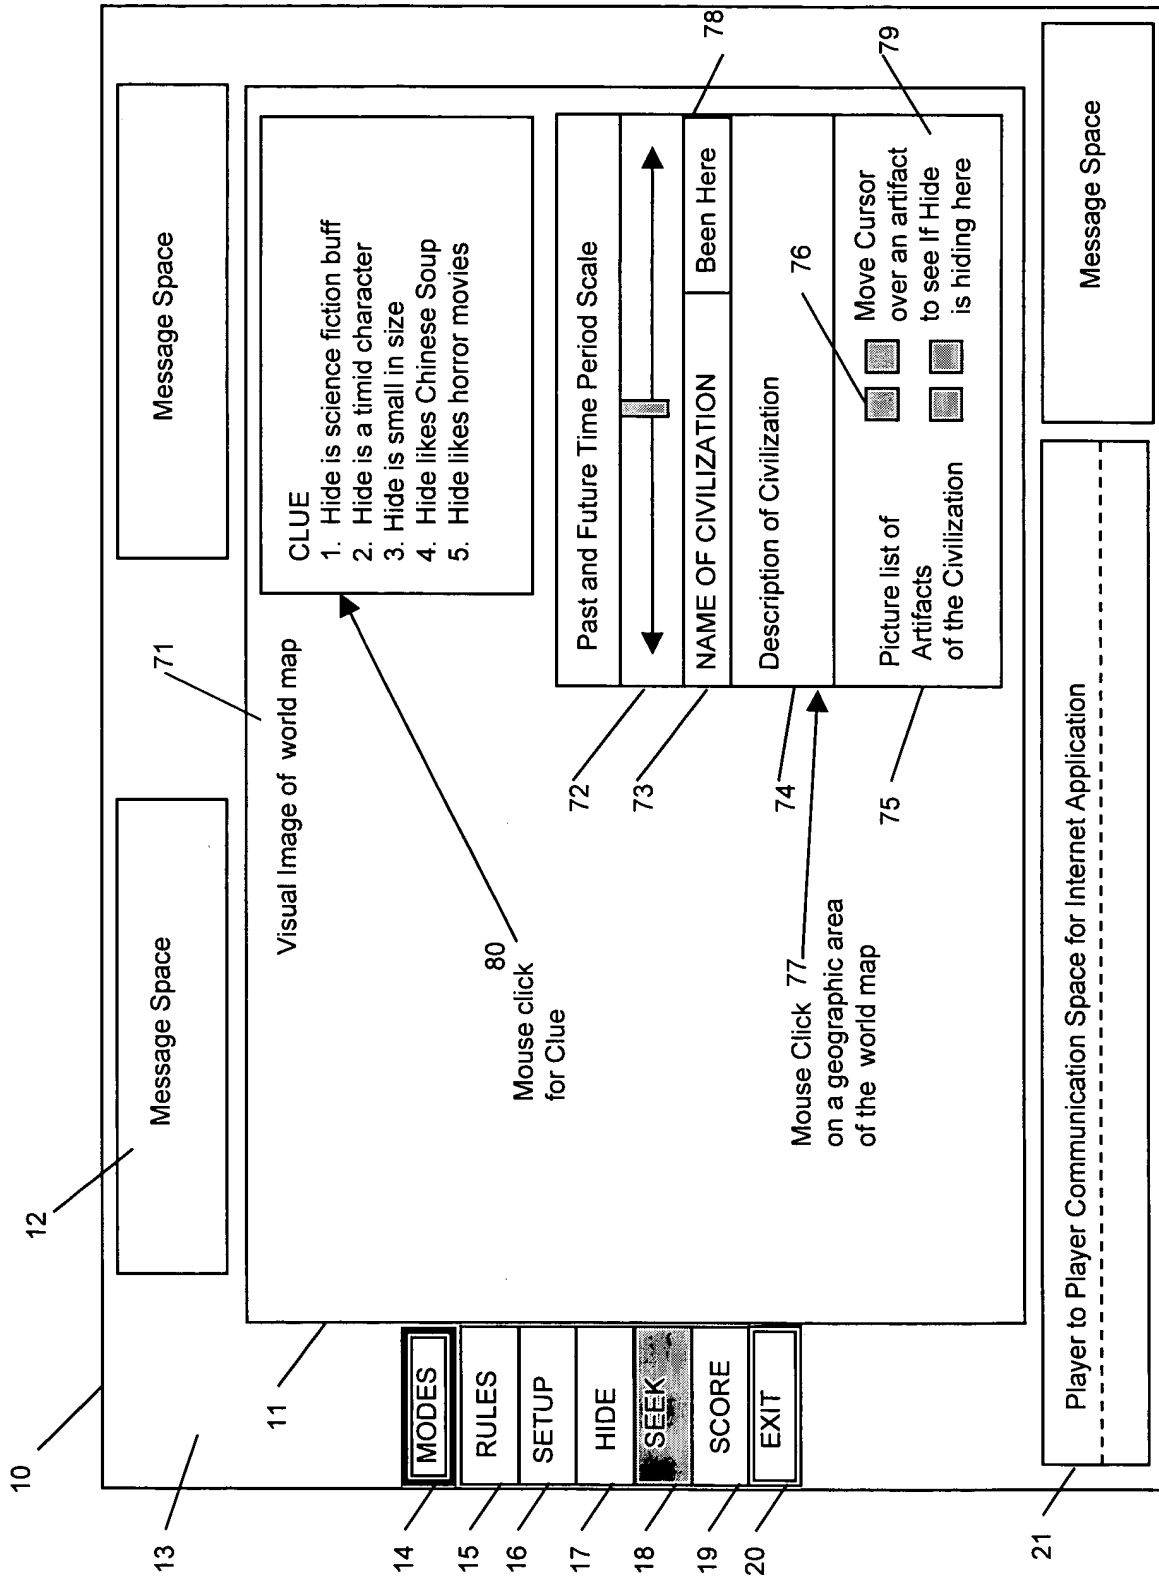 10
12
13
11
71
Message Space
Message Space
Visual Image of world map
CLUE
1. Hide is science fiction buff
2. Hide is a timid character
3. Hide is small in size
4. Hide likes Chinese Soup
5. Hide likes horror movies
80
Mouse click
for Clue
14
MODES
15
RULES
16
SETUP
17
HIDE
18
SEEK
19
SCORE
20
EXIT
72
Past and Future Time Period Scale
73
NAME OF CIVILIZATION
Been Here
78
74
Description of Civilization
Mouse Click 77
on a geographic area
of the world map
75
Picture list of
Artifacts
of the Civilization
76
Move Cursor
over an artifact
to see If Hide
is hiding here
79
21
Player to Player Communication Space for Internet Application
Message Space